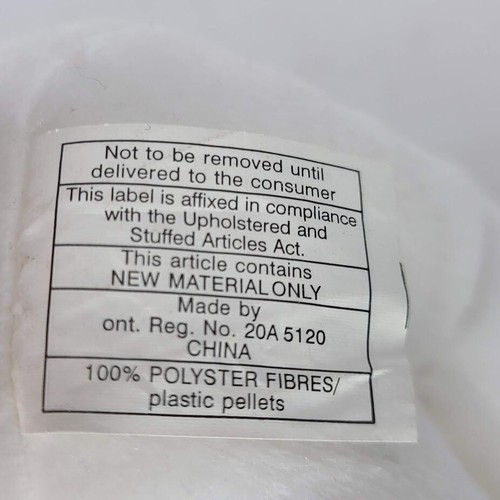 Not to be removed until
delivered to the consumer
This label is affixed in compliance
with the Upholstered and
Stuffed Articles Act.
This article contains
NEW MATERIAL ONLY
Made by
ont. Reg. No. 20A 5120
CHINA
100% POLYSTER FIBRES/
plastic pellets